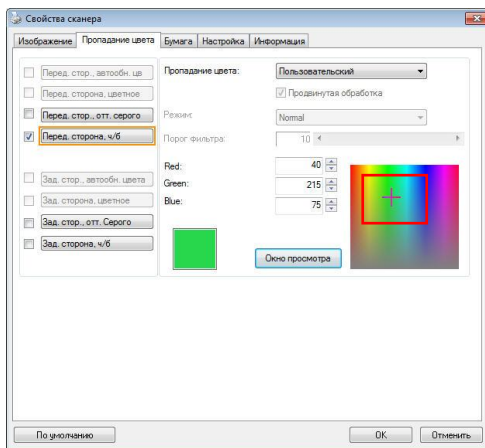 Свойства сканера
Изображение Пропадание цвета Бумага Настройка Информация
Перед. стор., автообн. цв
Перед. сторона, цветное
Перед. стор., отт. серого
Перед. сторона, ч/б
Зад. стор., автообн. цвета
Зад. сторона, цветное
Зад. стор., отт. Серого
Зад. сторона, ч/б
Пропадание цвета: Пользовательский
Продвинутая обработка
Режим: Normal
Порог фильтра: 10
Red: 40
Green: 215
Blue: 75
Окно просмотра
По умолчанию OK Отменить